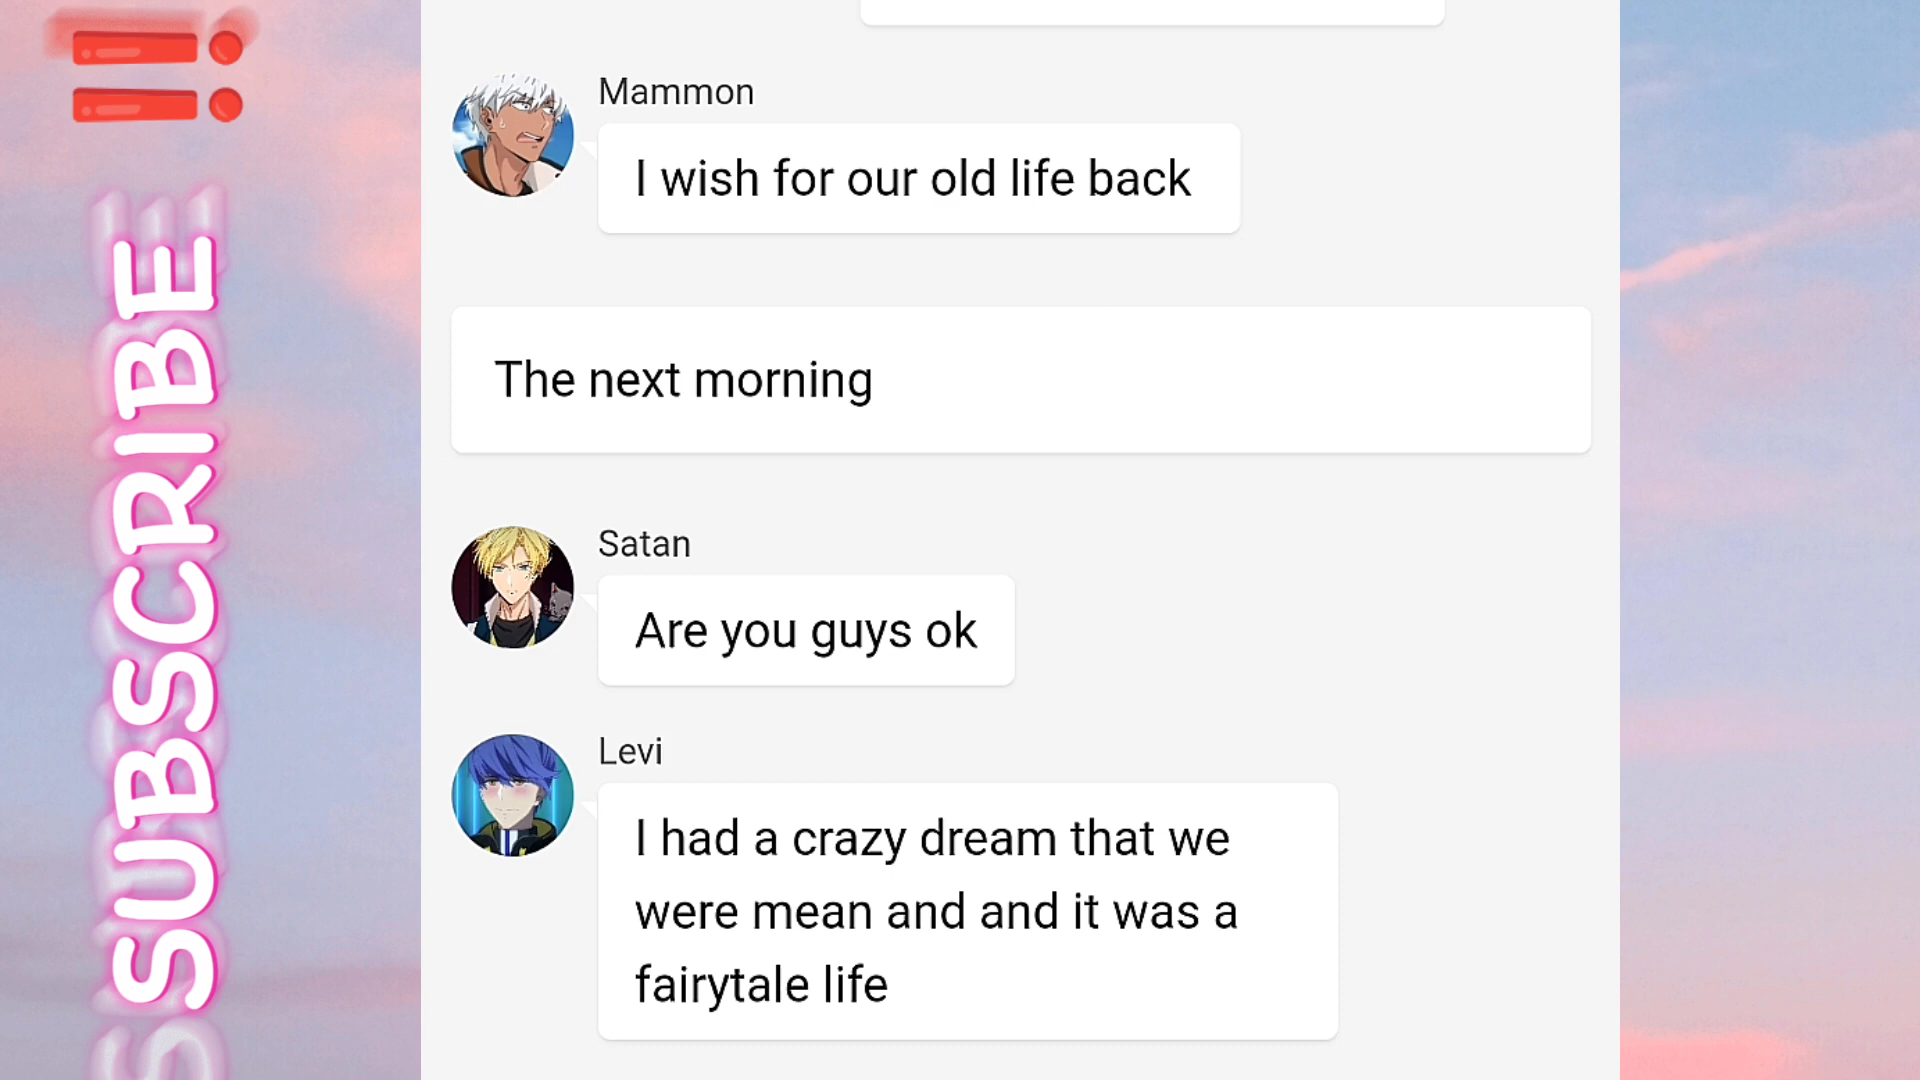 SUBSCRIBE !!
Mammon
I wish for our old life back
The next morning
Satan
Are you guys ok
Levi
I had a crazy dream that we
were mean and and it was a
fairytale life